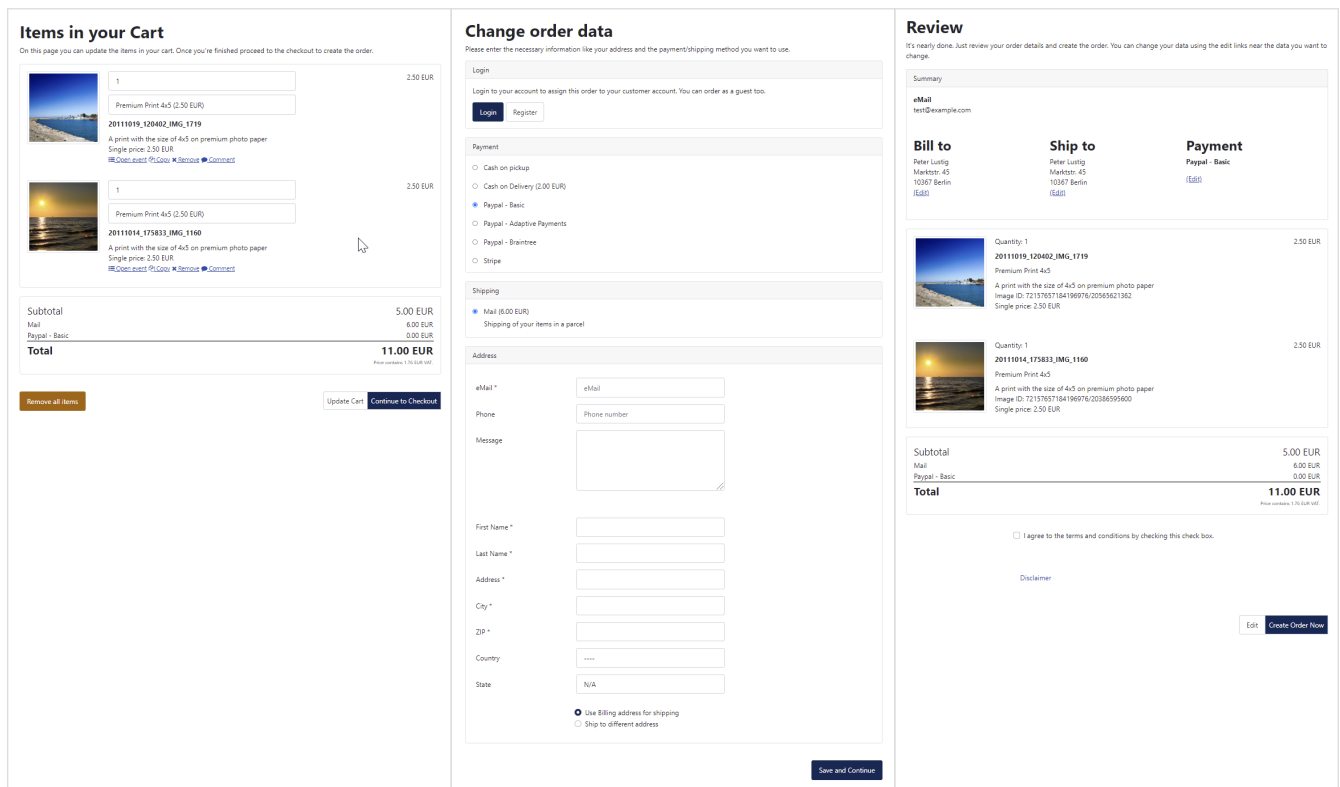 Items in your Cart
On this page you can update the items in your cart. Once you're finished proceed to the checkout to create the order.
1
2.50 EUR
Premium Print 4x5 (2.50 EUR)
20111019_120402_IMG_1719
A print with the size of 4x5 on premium photo paper
Single price: 2.50 EUR
Open event Copy Remove Comment
1
2.50 EUR
Premium Print 4x5 (2.50 EUR)
20111014_175833_IMG_1160
A print with the size of 4x5 on premium photo paper
Single price: 2.50 EUR
Open event Copy Remove Comment
Subtotal 5.00 EUR
Mail 6.00 EUR
Paypal - Basic 0.00 EUR
Total 11.00 EUR
Price contains 1.76 EUR VAT.
Remove all items
Update Cart
Continue to Checkout
Change order data
Please enter the necessary information like your address and the payment/shipping method you want to use.
Login
Login to your account to assign this order to your customer account. You can order as a guest too.
Login
Register
Payment
Cash on pickup
Cash on Delivery (2.00 EUR)
Paypal - Basic
Paypal - Adaptive Payments
Paypal - Braintree
Stripe
Shipping
Mail (6.00 EUR)
Shipping of your items in a parcel
Address
eMail * eMail
Phone Phone number
Message
First Name *
Last Name *
Address *
City *
ZIP *
Country ----
State N/A
Use Billing address for shipping
Ship to different address
Save and Continue
Review
It's nearly done. Just review your order details and create the order. You can change your data using the edit links near the data you want to
change.
Summary
eMail
test@example.com
Bill to
Peter Lustig
Marktstr. 45
10367 Berlin
(Edit)
Ship to
Peter Lustig
Marktstr. 45
10367 Berlin
(Edit)
Payment
Paypal - Basic
(Edit)
Quantity: 1 2.50 EUR
20111019_120402_IMG_1719
Premium Print 4x5
A print with the size of 4x5 on premium photo paper
Image ID: 72157657184196976/20565621362
Single price: 2.50 EUR
Quantity: 1 2.50 EUR
20111014_175833_IMG_1160
Premium Print 4x5
A print with the size of 4x5 on premium photo paper
Image ID: 72157657184196976/20386595600
Single price: 2.50 EUR
Subtotal 5.00 EUR
Mail 6.00 EUR
Paypal - Basic 0.00 EUR
Total 11.00 EUR
Price contains 1.76 EUR VAT.
I agree to the terms and conditions by checking this check box.
Disclaimer
Edit
Create Order Now